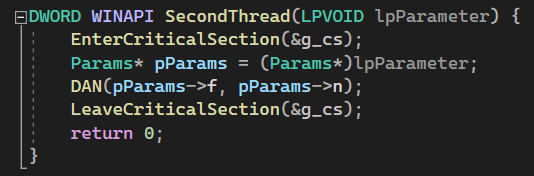 DWORD WINAPI SecondThread(LPVOID lpParameter) {
    EnterCriticalSection(&g_cs);
    Params* pParams = (Params*)lpParameter;
    DAN(pParams->f, pParams->n);
    LeaveCriticalSection(&g_cs);
    return 0;
}